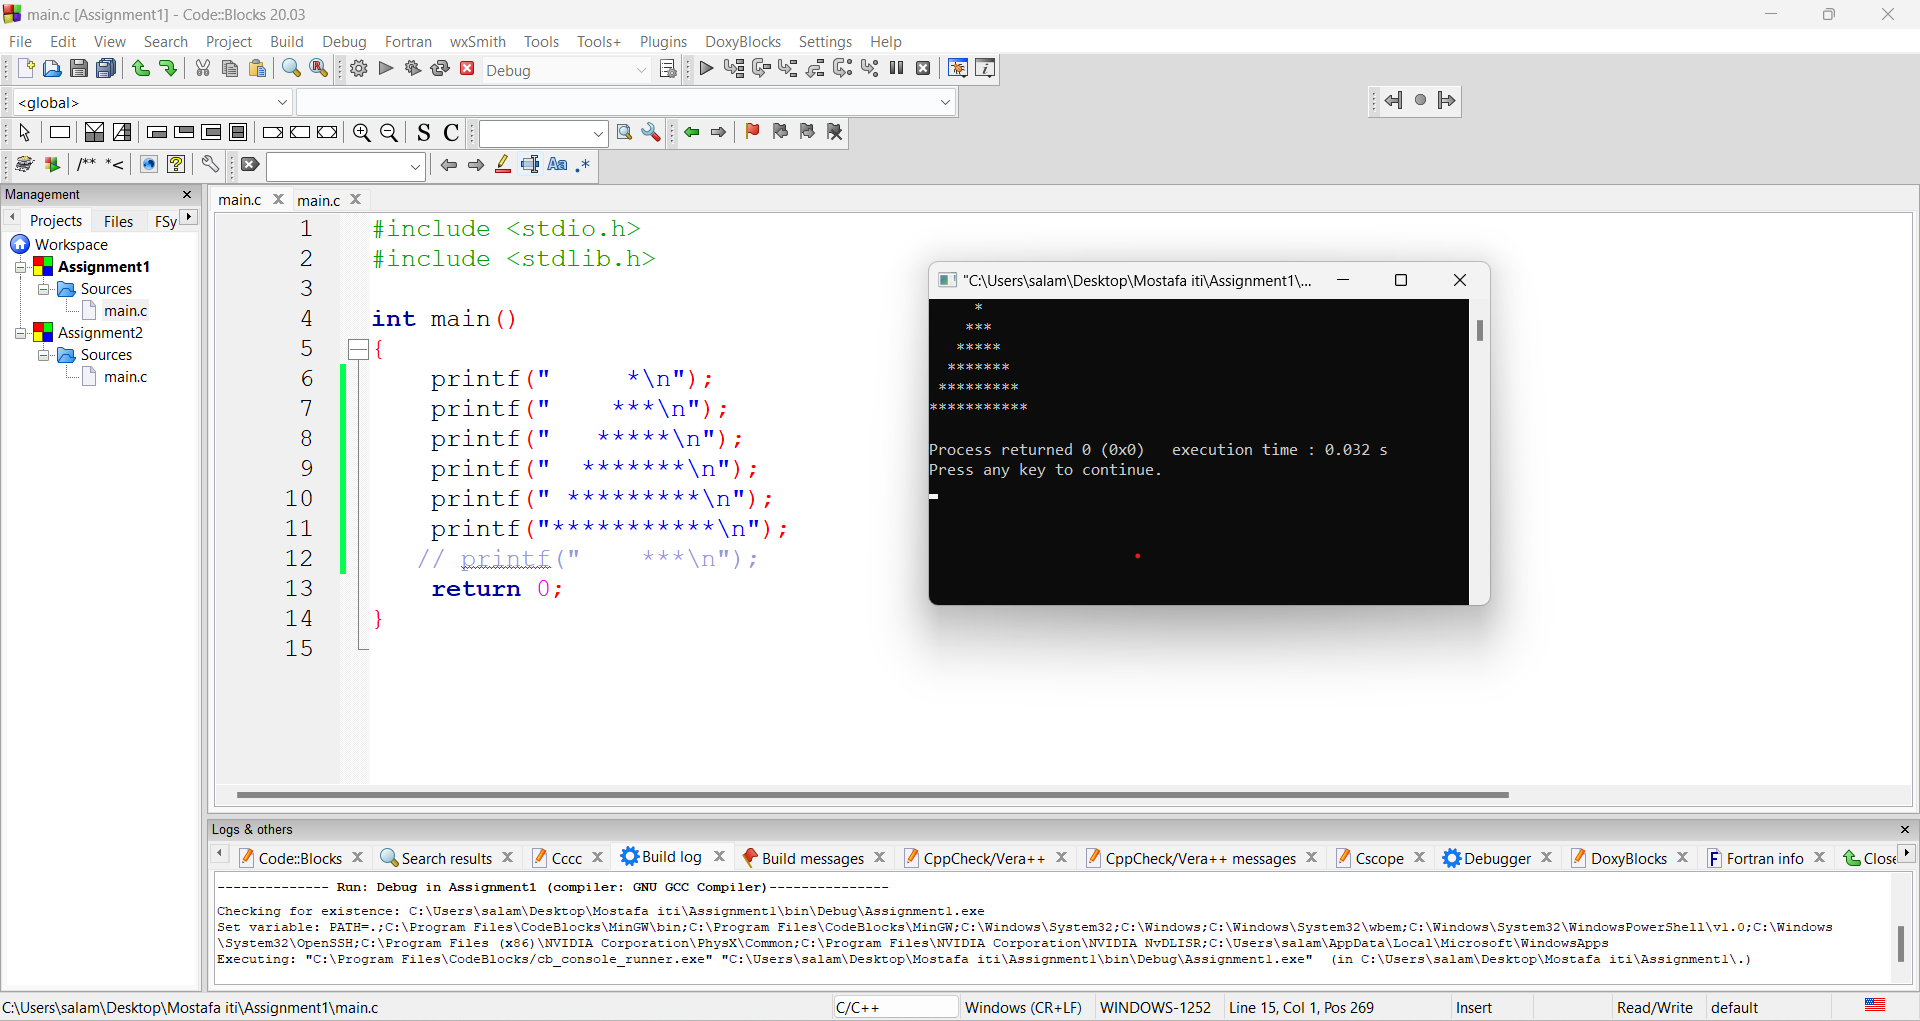 main.c [Assignment1] - Code::Blocks 20.03
File Edit View Search Project Build Debug Fortran wxSmith Tools Tools+ Plugins DoxyBlocks Settings Help
Debug
<global>
S C
/** *<
Aa .*
Management
Projects Files FSy
Workspace
Assignment1
Sources
main.c
Assignment2
Sources
main.c
main.c main.c
1 #include <stdio.h>
2 #include <stdlib.h>
3
4 int main()
5 {
6     printf("     *\n");
7     printf("    ***\n");
8     printf("   *****\n");
9     printf("  *******\n");
10     printf(" *********\n");
11     printf("***********\n");
12    // printf("    ***\n");
13     return 0;
14 }
15
"C:\Users\salam\Desktop\Mostafa iti\Assignment1\...
     *
    ***
   *****
  *******
 *********
***********
Process returned 0 (0x0)   execution time : 0.032 s
Press any key to continue.
Logs & others
Code::Blocks Search results Cccc Build log Build messages CppCheck/Vera++ CppCheck/Vera++ messages Cscope Debugger DoxyBlocks Fortran info Close
-------------- Run: Debug in Assignment1 (compiler: GNU GCC Compiler)---------------
Checking for existence: C:\Users\salam\Desktop\Mostafa iti\Assignment1\bin\Debug\Assignment1.exe
Set variable: PATH=.;C:\Program Files\CodeBlocks\MinGW\bin;C:\Program Files\CodeBlocks\MinGW;C:\Windows\System32;C:\Windows;C:\Windows\System32\wbem;C:\Windows\System32\WindowsPowerShell\v1.0;C:\Windows
\System32\OpenSSH;C:\Program Files (x86)\NVIDIA Corporation\PhysX\Common;C:\Program Files\NVIDIA Corporation\NVIDIA NvDLISR;C:\Users\salam\AppData\Local\Microsoft\WindowsApps
Executing: "C:\Program Files\CodeBlocks/cb_console_runner.exe" "C:\Users\salam\Desktop\Mostafa iti\Assignment1\bin\Debug\Assignment1.exe"  (in C:\Users\salam\Desktop\Mostafa iti\Assignment1\.)
C:\Users\salam\Desktop\Mostafa iti\Assignment1\main.c C/C++ Windows (CR+LF) WINDOWS-1252 Line 15, Col 1, Pos 269 Insert Read/Write default